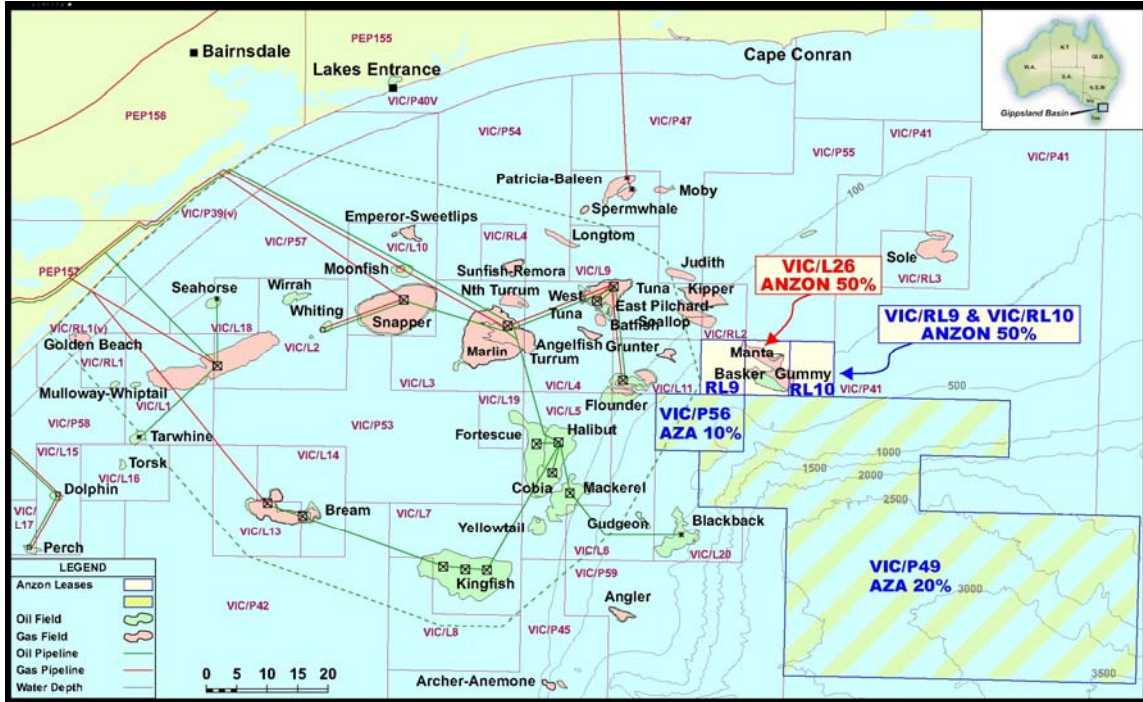 Bairnsdale
PEP155
Lakes Entrance
Cape Conran
N.T
QLD
W.A.
S.A.
N.S.W
Vic
Tas
Gippsland Basin
PEP156
VIC/P40V
VIC/P54
VIC/P47
VIC/P41
VIC/P55
VIC/P41
100
Patricia-Baleen
Moby
Spermwhale
VIC/P39(v)
Emperor-Sweetlips
VIC/P57
VIC/L10
VIC/RL4
Longtom
Sole
VIC/RL3
PEP157
Moonfish
Sunfish-Remora
VIC/L9
Judith
VIC/L26
ANZON 50%
Seahorse
Wirrah
Nth Turrum
West
Tuna
Tuna
Kipper
East Pilchard-
Scallop
Whiting
Snapper
Batfish
VIC/RL9 & VIC/RL10
ANZON 50%
VIC/RL1(v)
Golden Beach
VIC/L18
VIC/L2
Marlin
Turrum
Angelfish
Grunter
VIC/RL2
Manta
Basker
Gummy
VIC/RL1
VIC/L3
VIC/L4
VIC/L11
RL9
RL10
VIC/P41
500
Mulloway-Whiptail
VIC/L1
Flounder
VIC/P58
VIC/P53
VIC/L19
VIC/L5
VIC/P56
AZA 10%
Tarwhine
Fortescue
Halibut
VIC/L15
Torsk
VIC/L16
VIC/L14
1000
1500
2000
2500
Dolphin
Cobia
Mackerel
VIC/
L17
VIC/L13
Bream
VIC/L7
Yellowtail
Gudgeon
Blackback
Perch
VIC/L6
VIC/L20
VIC/P59
Kingfish
VIC/P49
AZA 20%
3000
LEGEND
Anzon Leases
Oil Field
Gas Field
Oil Pipeline
Gas Pipeline
Water Depth
VIC/P42
Angler
VIC/L8
VIC/P45
0 5 10 15 20
Archer-Anemone
3500